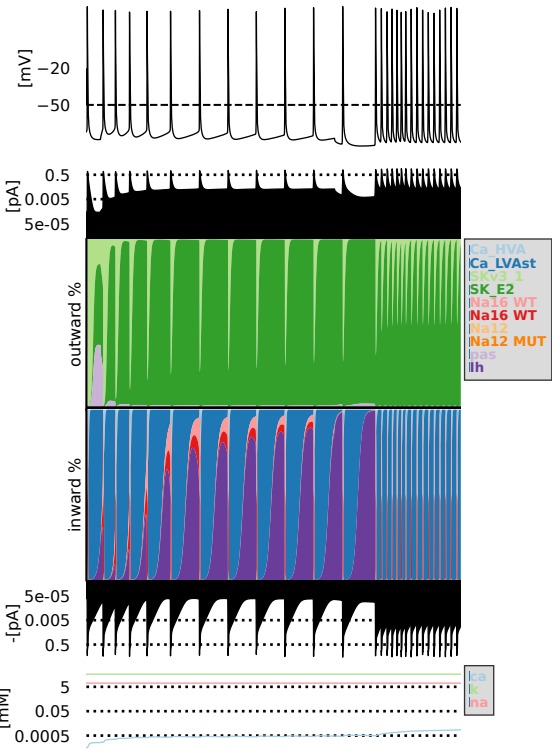 [mV]
−20
−50
[pA]
0.5
0.005
5e-05
outward %
Ca_HVA
Ca_LVAst
SKv3_1
SK_E2
Na16 WT
Na16 WT
Na12
Na12 MUT
pas
Ih
inward %
-[pA]
5e-05
0.005
0.5
[mM]
5
0.05
0.0005
ca
k
na